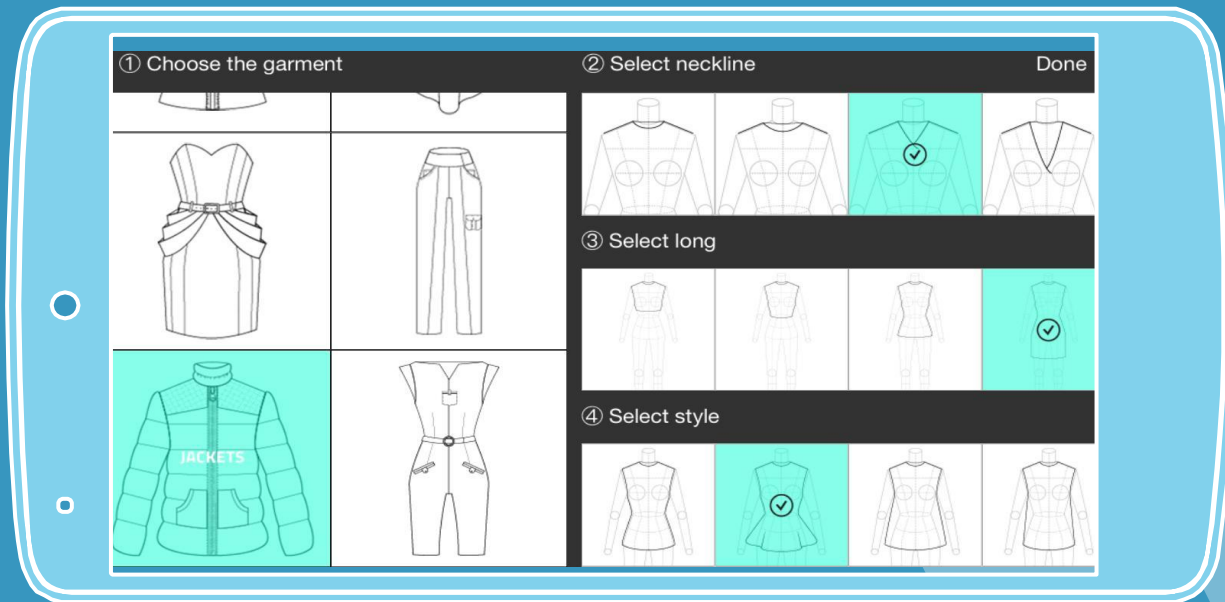 ① Choose the garment
② Select neckline
Done
③ Select long
JACKETS
④ Select style